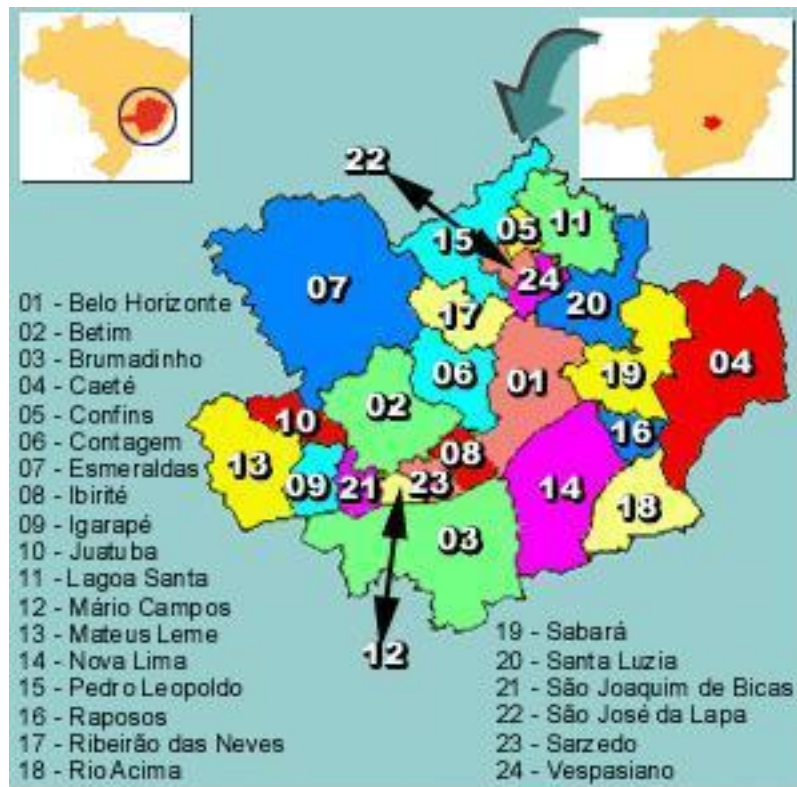 22
11
05
15
24
07
20
17
06
01
19
04
02
10
16
08
13
09
21
23
14
18
03
12
01 - Belo Horizonte
02 - Betim
03 - Brumadinho
04 - Caeté
05 - Confins
06 - Contagem
07 - Esmeraldas
08 - Ibirité
09 - Igarapé
10 - Juatuba
11 - Lagoa Santa
12 - Mário Campos
13 - Mateus Leme
14 - Nova Lima
15 - Pedro Leopoldo
16 - Raposos
17 - Ribeirão das Neves
18 - Rio Acima
19 - Sabará
20 - Santa Luzia
21 - São Joaquim de Bicas
22 - São José da Lapa
23 - Sarzedo
24 - Vespasiano